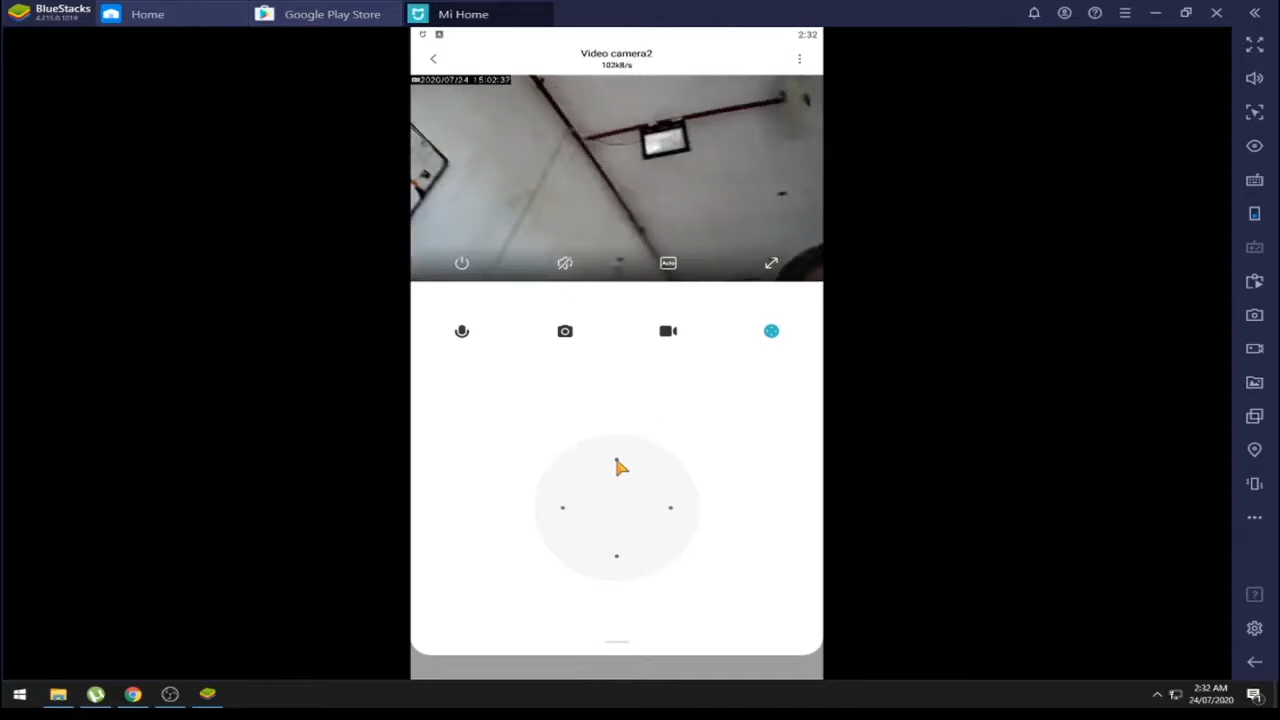 BlueStacks
4.215.0.1019
Home
Google Play Store
Mi Home
2:32
Video camera2
102kB/s
2020/07/24 15:02:37
Auto
2:32 AM
24/07/2020